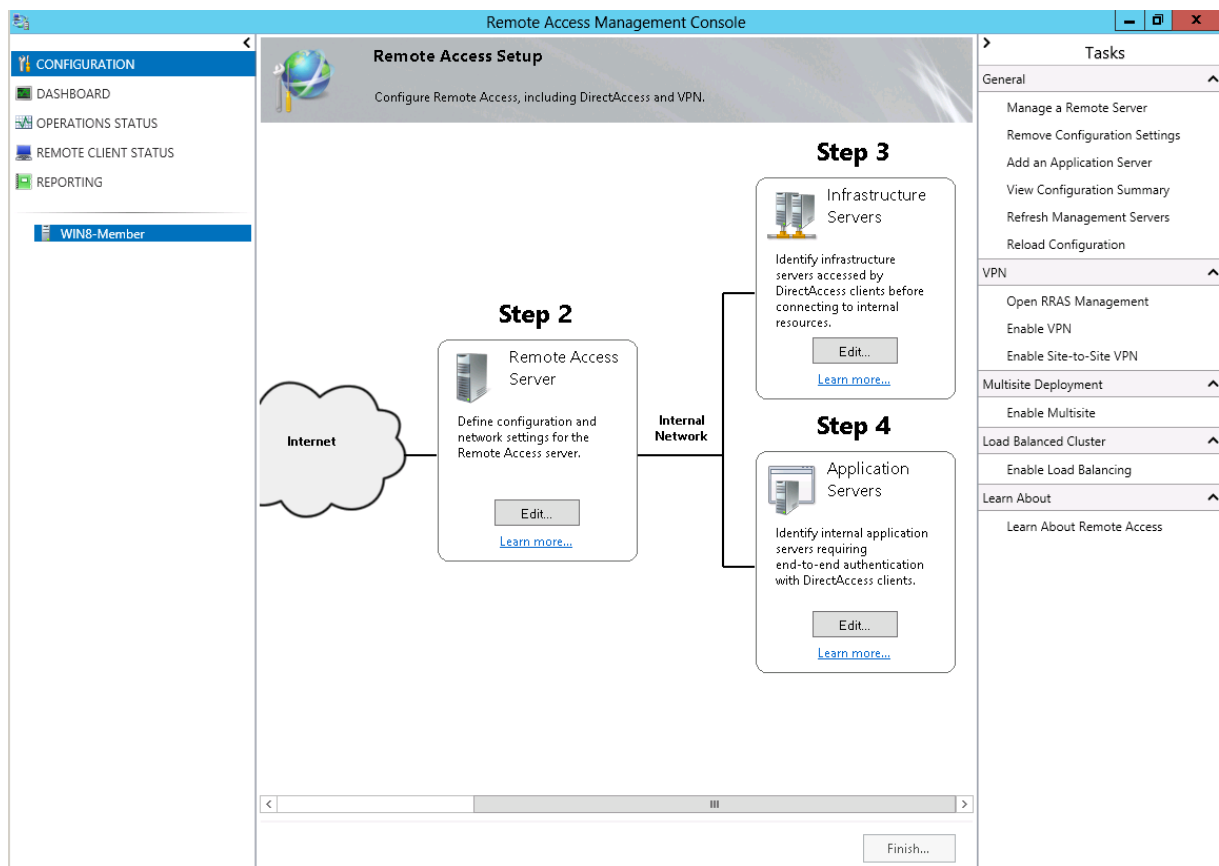 Remote Access Management Console
CONFIGURATION
DASHBOARD
OPERATIONS STATUS
REMOTE CLIENT STATUS
REPORTING
WIN8-Member
Remote Access Setup
Configure Remote Access, including DirectAccess and VPN.
Internet
Step 2
Remote Access
Server
Define configuration and
network settings for the
Remote Access server.
Edit...
Learn more...
Internal
Network
Step 3
Infrastructure
Servers
Identify infrastructure
servers accessed by
DirectAccess clients before
connecting to internal
resources.
Edit...
Learn more...
Step 4
Application
Servers
Identify internal application
servers requiring
end-to-end authentication
with DirectAccess clients.
Edit...
Learn more...
Finish...
Tasks
General
Manage a Remote Server
Remove Configuration Settings
Add an Application Server
View Configuration Summary
Refresh Management Servers
Reload Configuration
VPN
Open RRAS Management
Enable VPN
Enable Site-to-Site VPN
Multisite Deployment
Enable Multisite
Load Balanced Cluster
Enable Load Balancing
Learn About
Learn About Remote Access